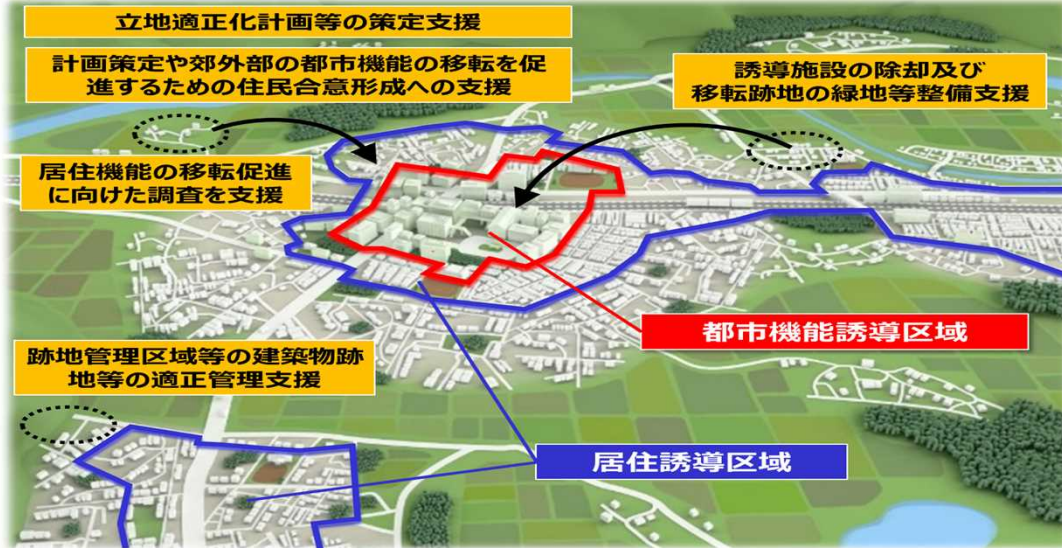 立地適正化計画等の策定支援
計画策定や郊外部の都市機能の移転を促
進するための住民合意形成への支援
誘導施設の除却及び
移転跡地の緑地等整備支援
居住機能の移転促進
に向けた調査を支援
都市機能誘導区域
跡地管理区域等の建築物跡
地等の適正管理支援
居住誘導区域